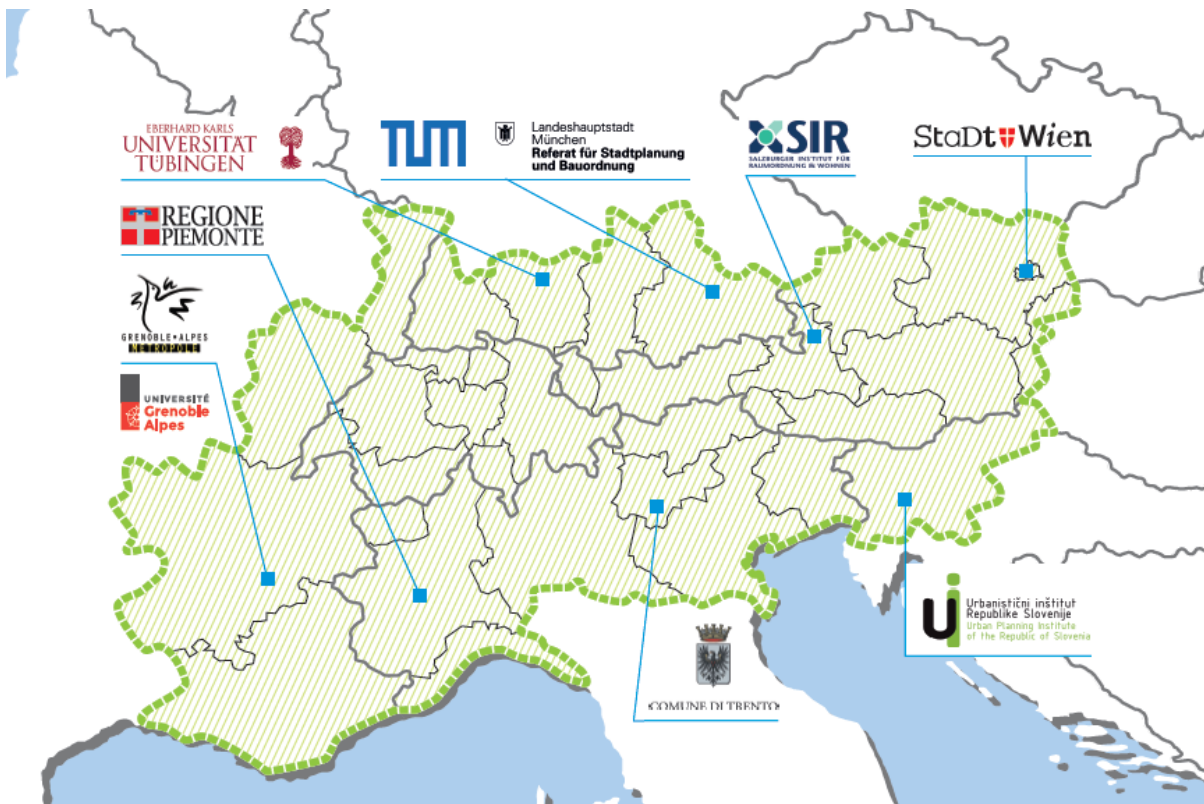 EBERHARD KARLS
UNIVERSITÄT
TÜBINGEN
TUM
Landeshauptstadt
München
Referat für Stadtplanung
und Bauordnung
SIR
SALZBURGER INSTITUT FÜR
RAUMORDNUNG & WOHNEN
StaDt Wien
REGIONE
PIEMONTE
GRENOBLE•ALPES
METROPOLE
UNIVERSITÉ
Grenoble
Alpes
Ui
Urbanistični inštitut
Republike Slovenije
Urban Planning Institute
of the Republic of Slovenia
COMUNE DI TRENTO